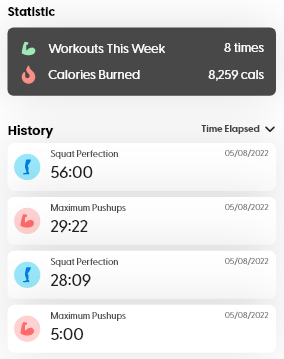 Statistic
Workouts This Week 8 times
Calories Burned 8,259 cals
History Time Elapsed
Squat Perfection 05/08/2022
56:00
Maximum Pushups 05/08/2022
29:22
Squat Perfection 05/08/2022
28:09
Maximum Pushups 05/08/2022
5:00